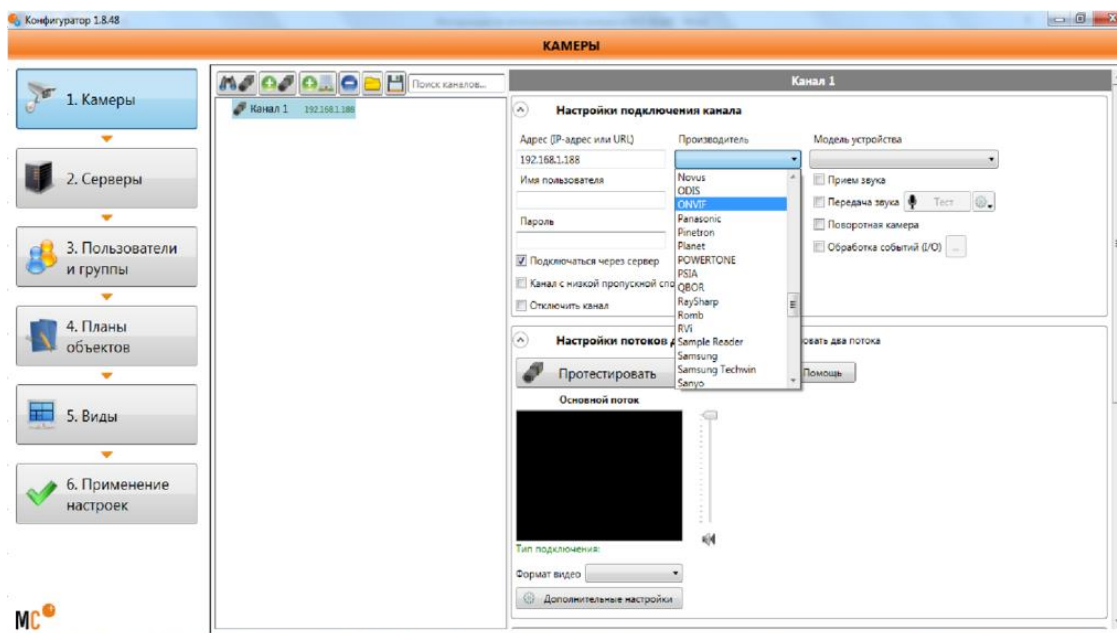 Конфигуратор 1.8.48
КАМЕРЫ
1. Камеры
2. Серверы
3. Пользователи
и группы
4. Планы
объектов
5. Виды
6. Применение
настроек
MC
Поиск каналов...
Канал 1 192.168.1.188
Канал 1
Настройки подключения канала
Адрес (IP-адрес или URL) Производитель Модель устройства
192.168.1.188
Имя пользователя
Пароль
Подключаться через сервер
Канал с низкой пропускной спо
Отключить канал
Novus
ODIS
ONVIF
Panasonic
Pinetron
Planet
POWERTONE
PSIA
QBOR
RaySharp
Romb
RVi
Sample Reader
Samsung
Samsung Techwin
Sanyo
Прием звука
Передача звука Тест
Поворотная камера
Обработка событий (I/O) ...
Настройки потоков д овать два потока
Протестировать Помощь
Основной поток
Тип подключения:
Формат видео
Дополнительные настройки